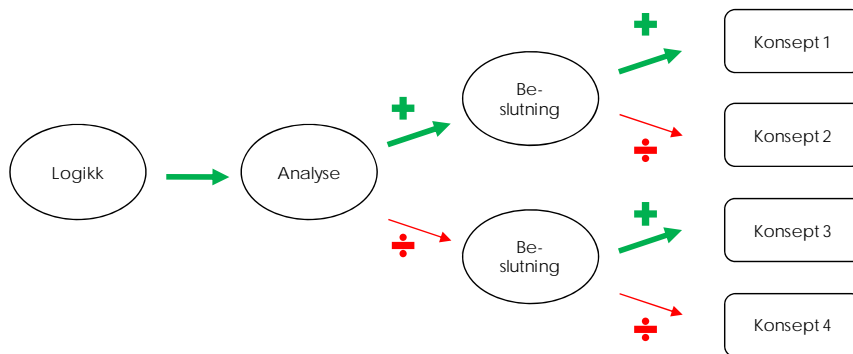 Logikk
Analyse
Be-
slutning
Be-
slutning
Konsept 1
Konsept 2
Konsept 3
Konsept 4